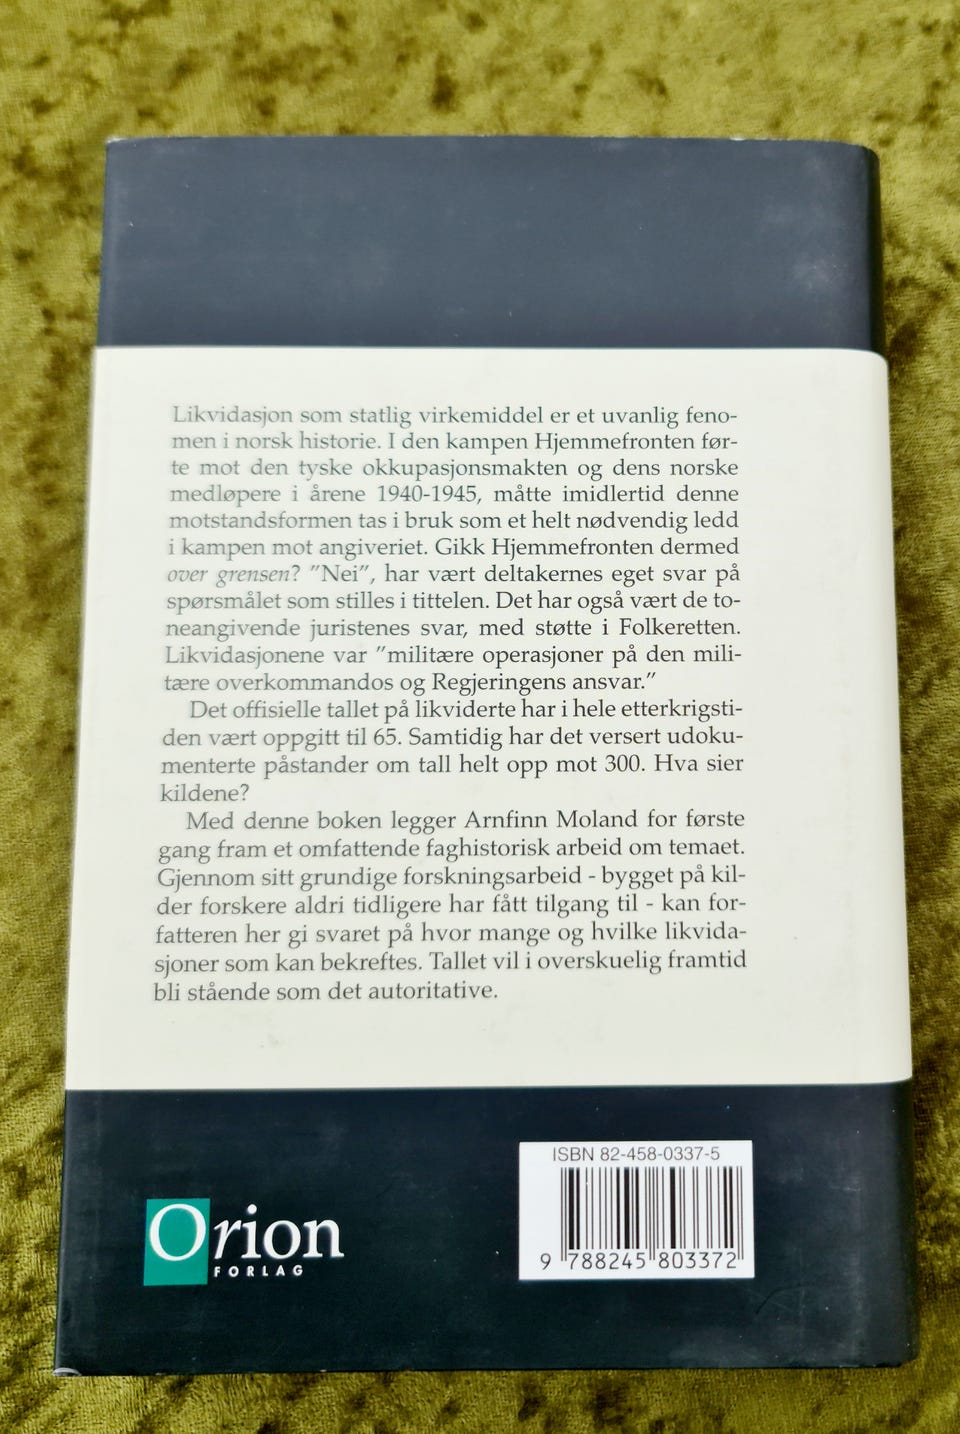 Likvidasjon som statlig virkemiddel er et uvanlig feno-
men i norsk historie. I den kampen Hjemmefronten før-
te mot den tyske okkupasjonsmakten og dens norske
medløpere i årene 1940-1945, måtte imidlertid denne
motstandsformen tas i bruk som et helt nødvendig ledd
i kampen mot angiveriet. Gikk Hjemmefronten dermed
over grensen? "Nei", har vært deltakernes eget svar på
spørsmålet som stilles i tittelen. Det har også vært de to-
neangivende juristenes svar, med støtte i Folkeretten.
Likvidasjonene var "militære operasjoner på den mili-
tære overkommandos og Regjeringens ansvar."
Det offisielle tallet på likviderte har i hele etterkrigsti-
den vært oppgitt til 65. Samtidig har det versert udoku-
menterte påstander om tall helt opp mot 300. Hva sier
kildene?
Med denne boken legger Arnfinn Moland for første
gang fram et omfattende faghistorisk arbeid om temaet.
Gjennom sitt grundige forskningsarbeid - bygget på kil-
der forskere aldri tidligere har fått tilgang til - kan for-
fatteren her gi svaret på hvor mange og hvilke likvida-
sjoner som kan bekreftes. Tallet vil i overskuelig framtid
bli stående som det autoritative.
ISBN 82-458-0337-5
9 788245 803372
Orion
FORLAG